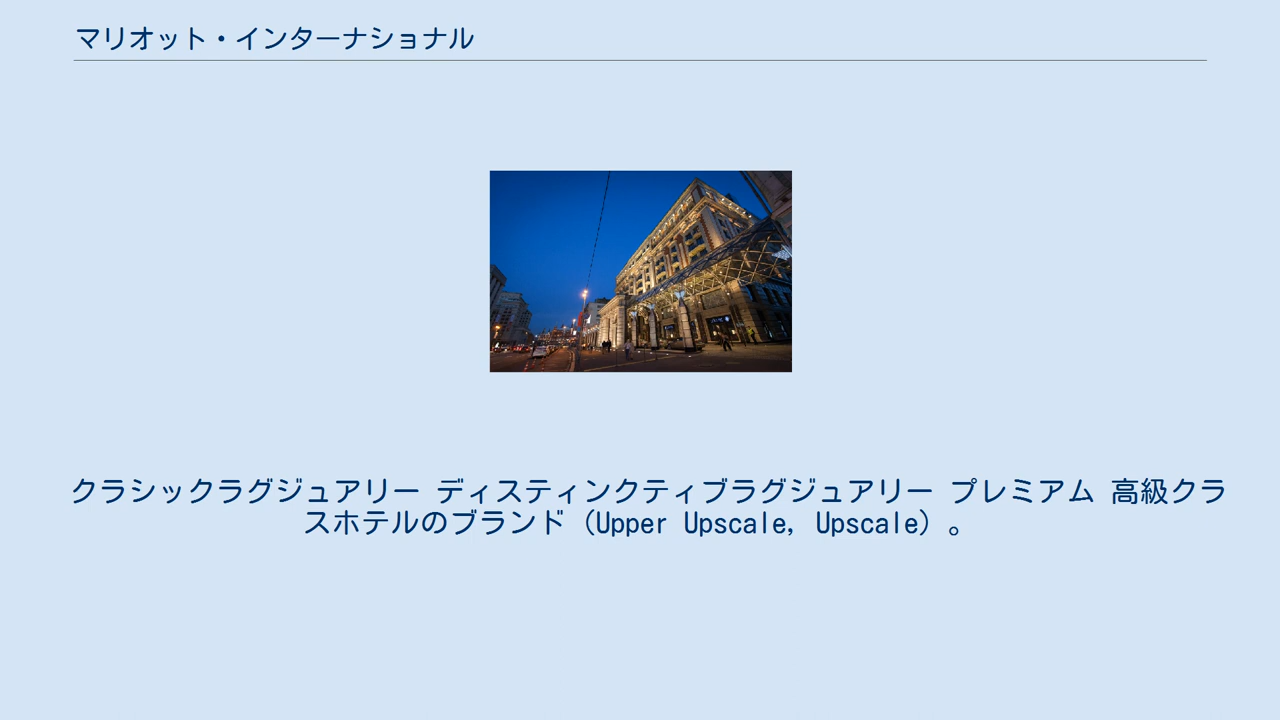 マリオット・インターナショナル
クラシックラグジュアリー ディスティンクティブラグジュアリー プレミアム 高級クラ
スホテルのブランド（Upper Upscale, Upscale）。